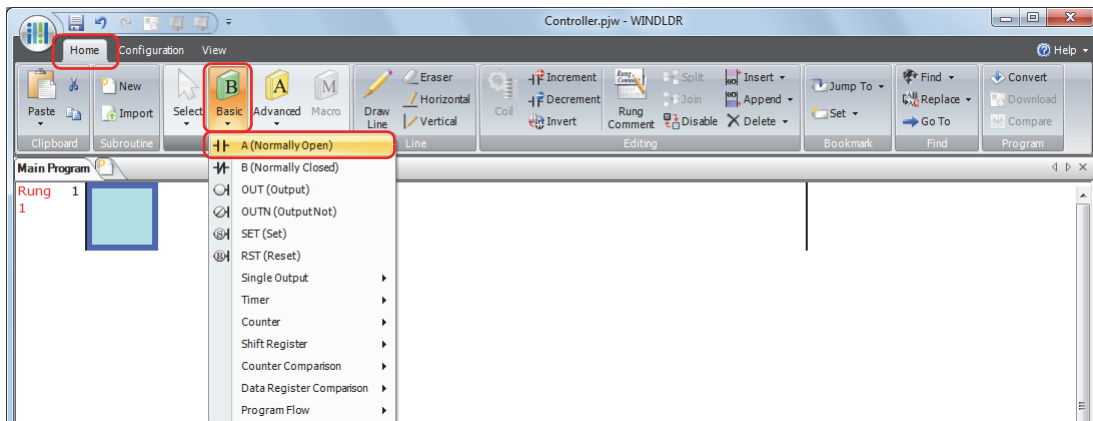 Controller.pjw - WINDLDR
Home Configuration View Help
Paste
New
Import
Select
B
Basic
A
Advanced
M
Macro
Draw
Line
Eraser
Horizontal
Vertical
Coil
Increment
Decrement
Invert
Rung
Comment
Split
Join
Disable
Insert
Append
Delete
Jump To
Set
Find
Replace
Go To
Convert
Download
Compare
Clipboard Subroutine Line Editing Bookmark Find Program
Main Program
Rung 1
1
A (Normally Open)
B (Normally Closed)
OUT (Output)
OUTN (Output Not)
SET (Set)
RST (Reset)
Single Output
Timer
Counter
Shift Register
Counter Comparison
Data Register Comparison
Program Flow